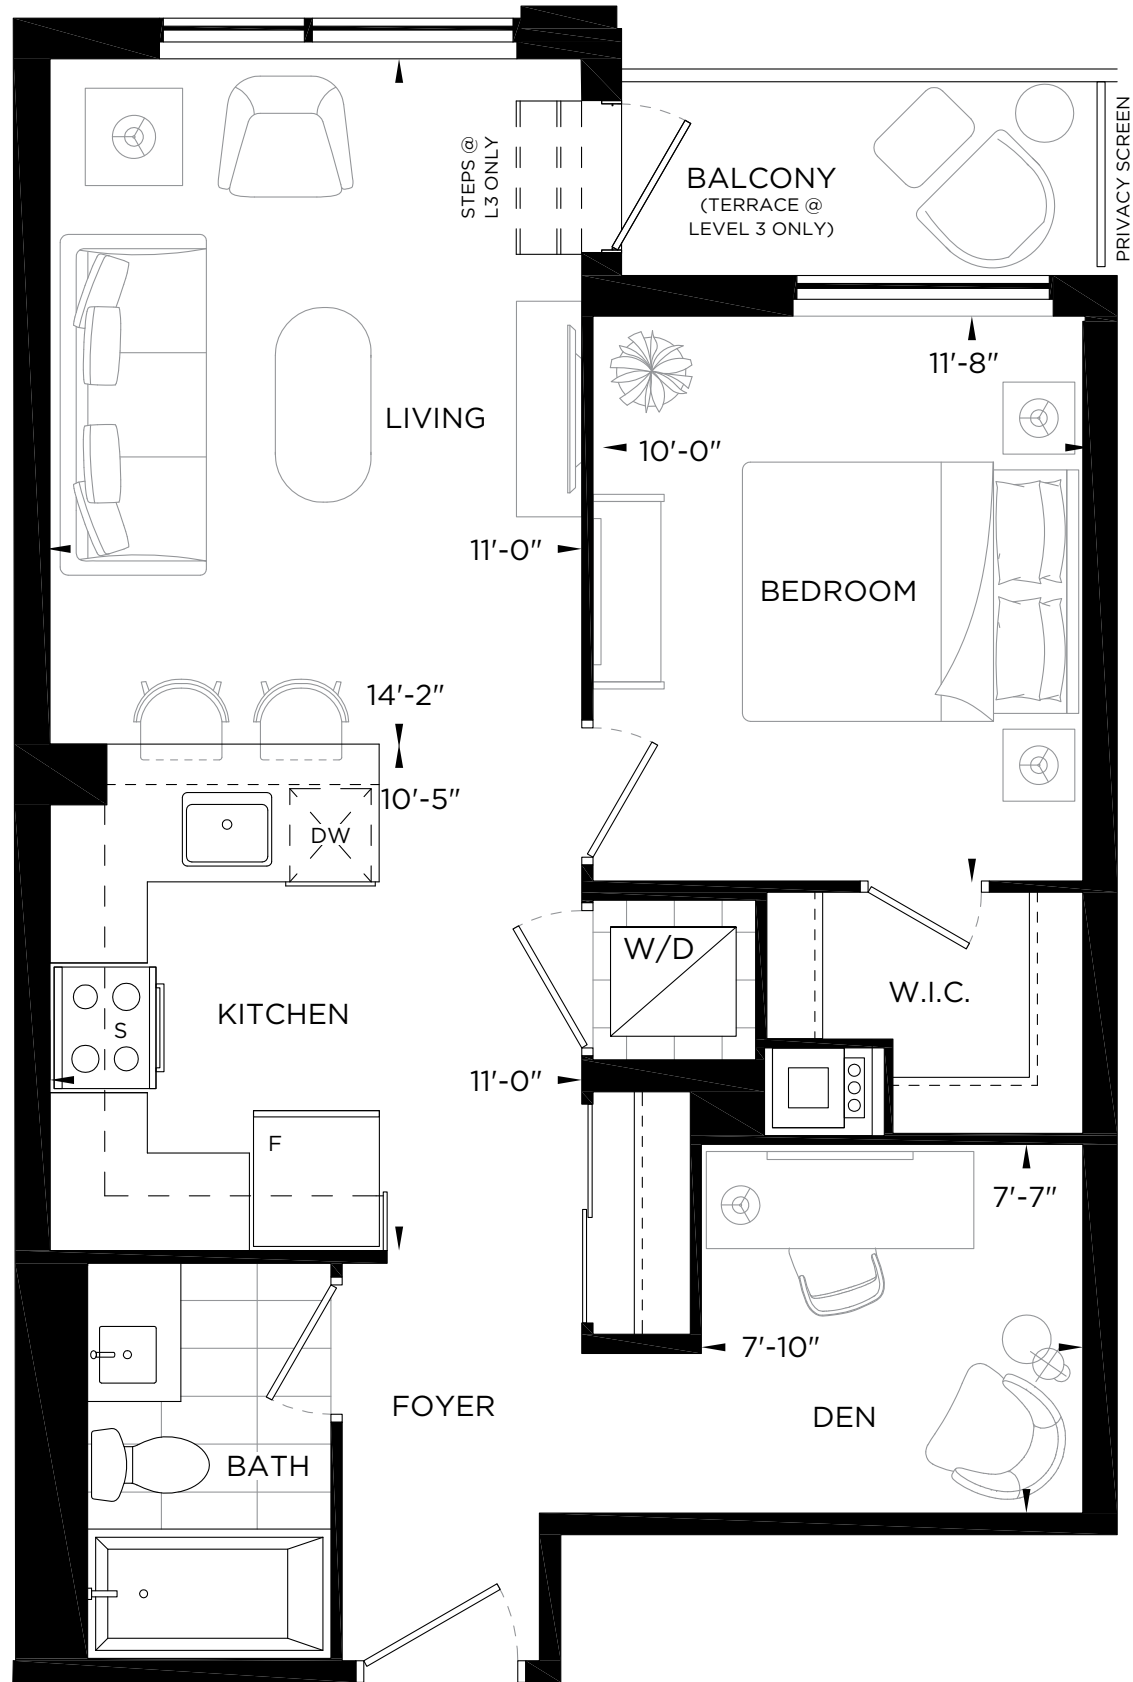 STEPS @
L3 ONLY
BALCONY
(TERRACE @
LEVEL 3 ONLY)
PRIVACY SCREEN
11'-8"
LIVING
10'-0"
11'-0"
BEDROOM
14'-2"
10'-5"
DW
W/D
W.I.C.
KITCHEN
S
11'-0"
F
7'-7"
7'-10"
FOYER
DEN
BATH